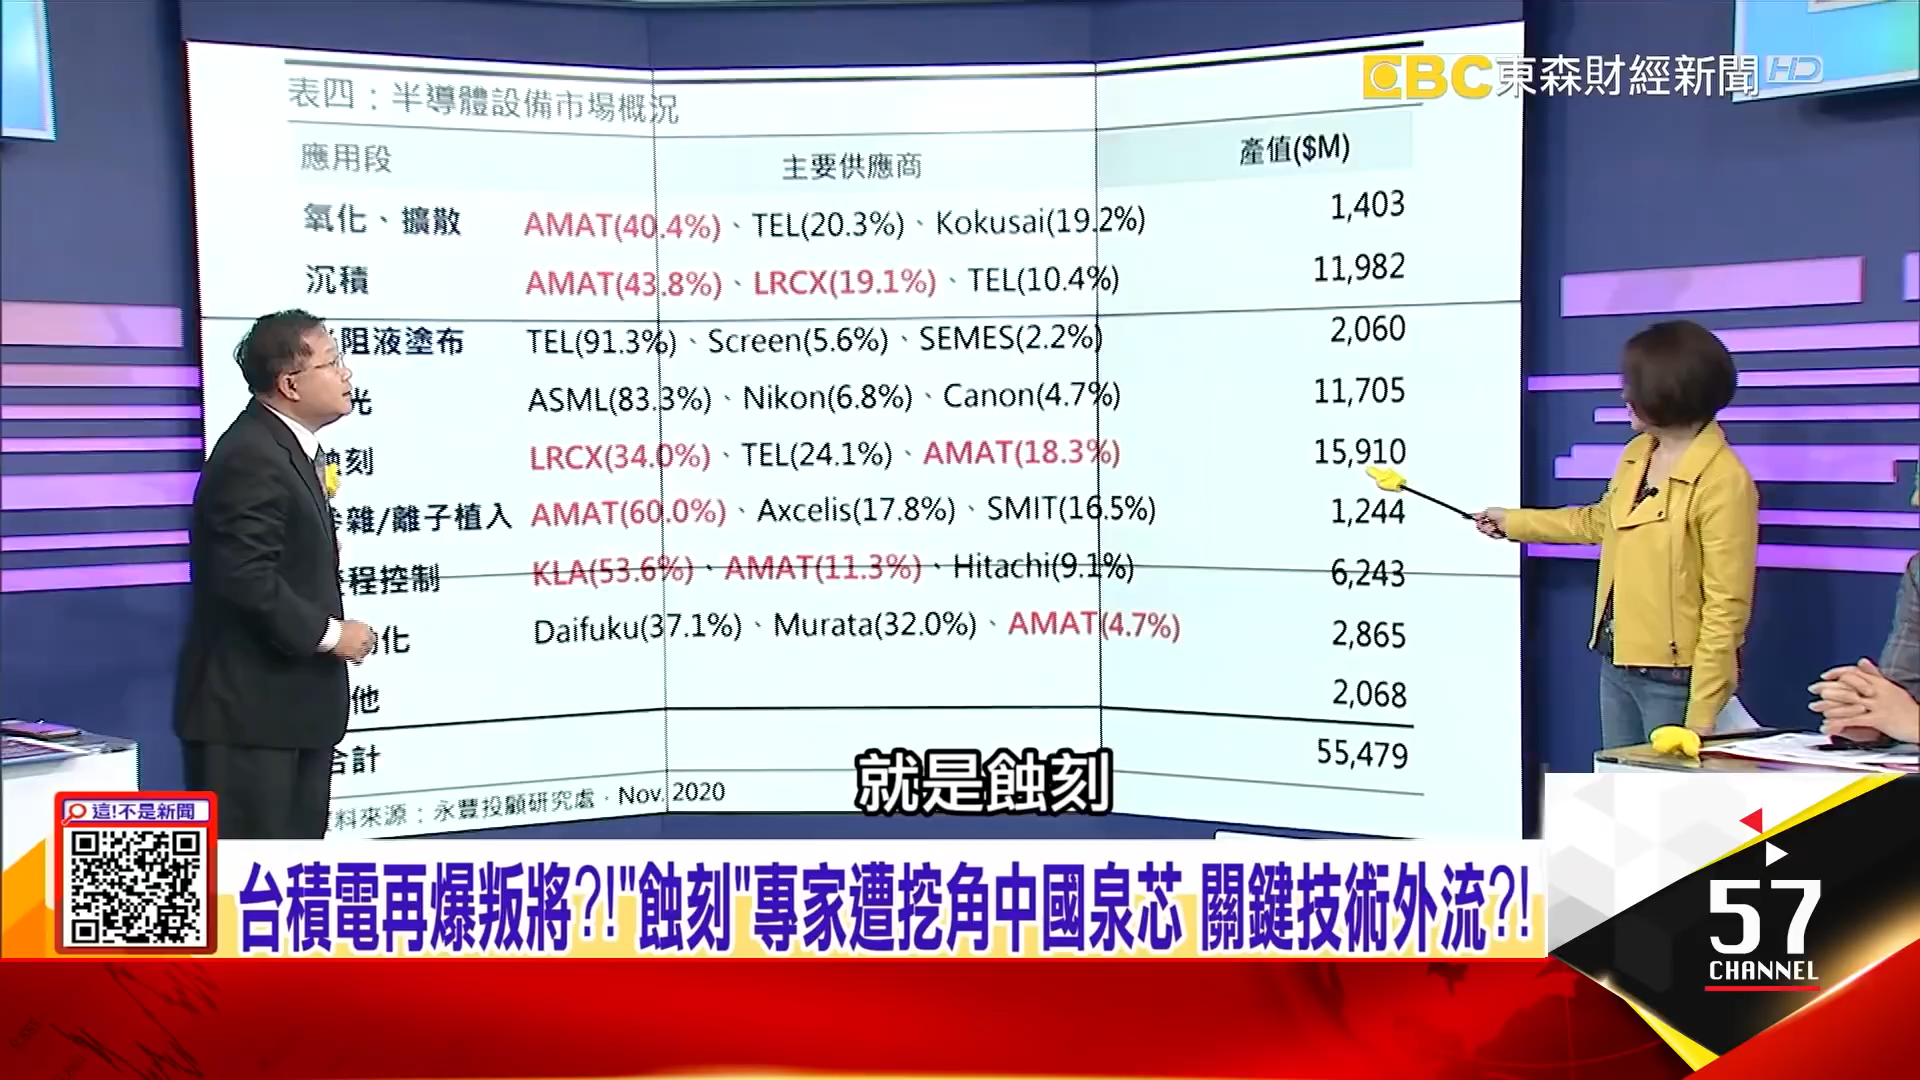 EBC東森財經新聞HD
表四：半導體設備市場概況
應用段 主要供應商 產值($M)
氧化、擴散 AMAT(40.4%)、TEL(20.3%)、Kokusai(19.2%) 1,403
沉積 AMAT(43.8%)、LRCX(19.1%)、TEL(10.4%) 11,982
阻液塗布 TEL(91.3%)、Screen(5.6%)、SEMES(2.2%) 2,060
光 ASML(83.3%)、Nikon(6.8%)、Canon(4.7%) 11,705
蝕刻 LRCX(34.0%)、TEL(24.1%)、AMAT(18.3%) 15,910
雜/離子植入 AMAT(60.0%)、Axcelis(17.8%)、SMIT(16.5%) 1,244
程控制 KLA(53.6%)、AMAT(11.3%)、Hitachi(9.1%) 6,243
化 Daifuku(37.1%)、Murata(32.0%)、AMAT(4.7%) 2,865
他 2,068
合計 55,479
料來源：永豐投顧研究處，Nov. 2020
就是蝕刻
這!不是新聞
台積電再爆叛將?!"蝕刻"專家遭挖角中國泉芯 關鍵技術外流?!
57
CHANNEL